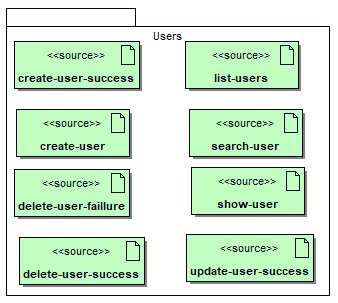 Users
<<source>>
create-user-success
<<source>>
list-users
<<source>>
create-user
<<source>>
search-user
<<source>>
delete-user-faillure
<<source>>
show-user
<<source>>
delete-user-success
<<source>>
update-user-success